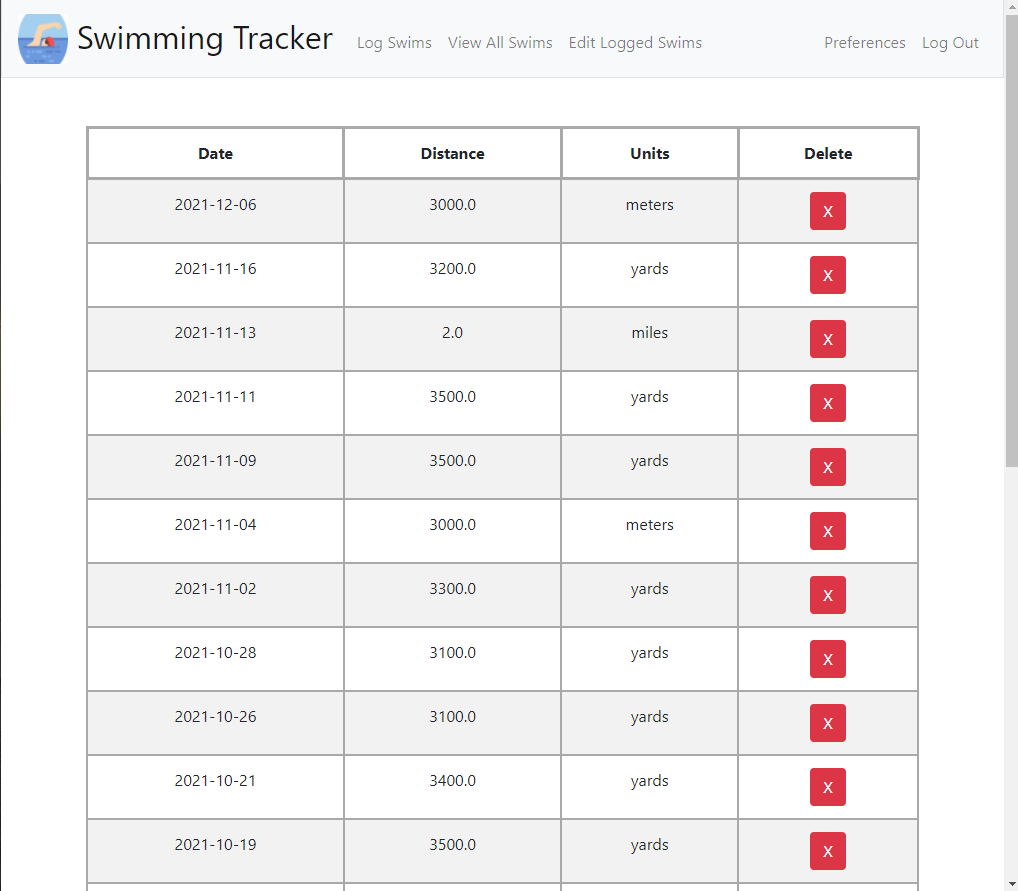 Swimming Tracker Log Swims View All Swims Edit Logged Swims Preferences Log Out
Date Distance Units Delete
2021-12-06 3000.0 meters X
2021-11-16 3200.0 yards X
2021-11-13 2.0 miles X
2021-11-11 3500.0 yards X
2021-11-09 3500.0 yards X
2021-11-04 3000.0 meters X
2021-11-02 3300.0 yards X
2021-10-28 3100.0 yards X
2021-10-26 3100.0 yards X
2021-10-21 3400.0 yards X
2021-10-19 3500.0 yards X